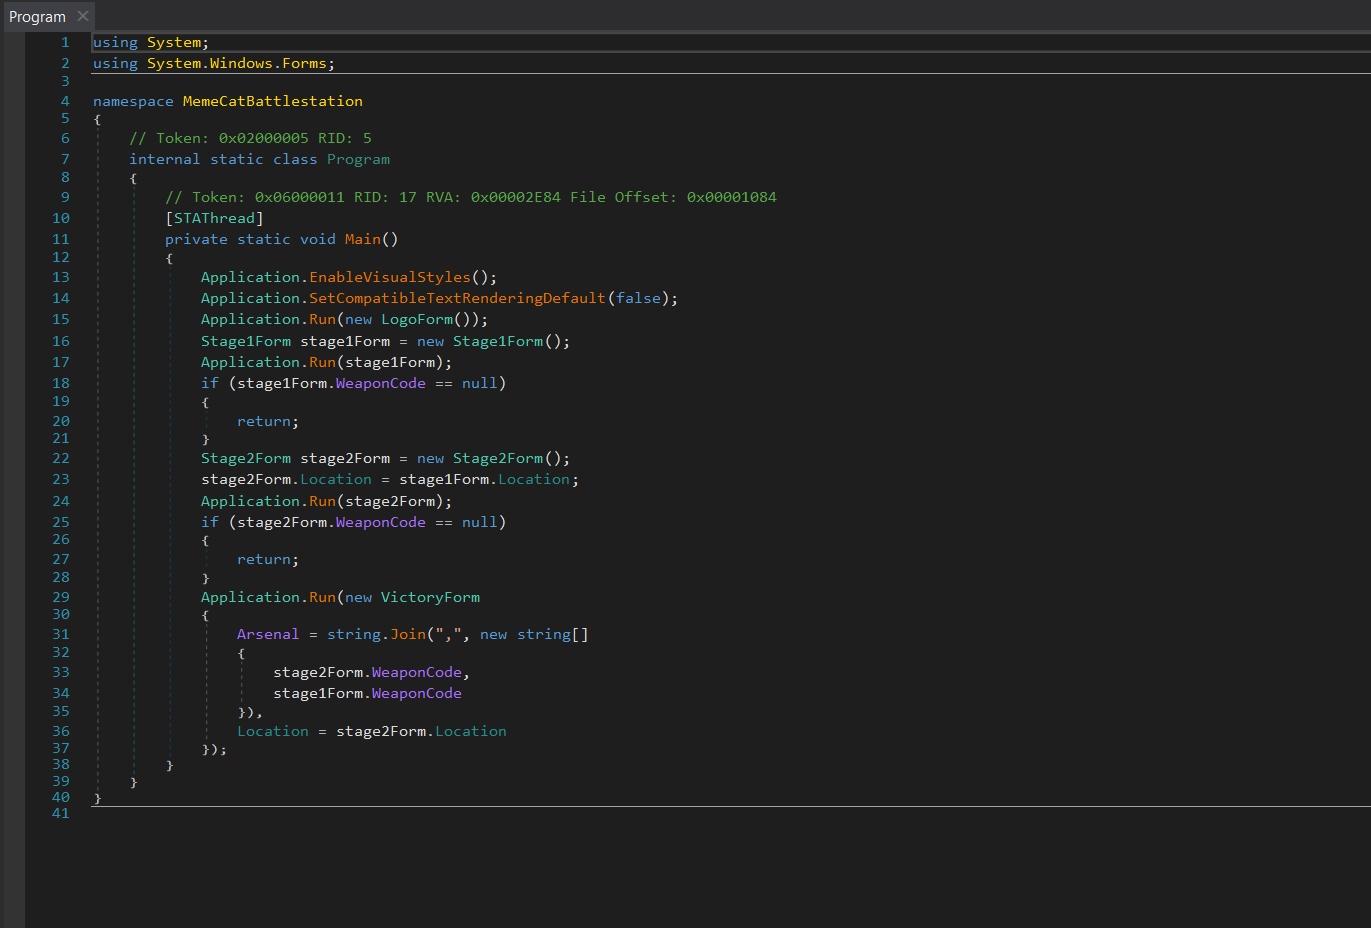 Program
1 using System;
2 using System.Windows.Forms;
3
4 namespace MemeCatBattlestation
5 {
6 // Token: 0x02000005 RID: 5
7 internal static class Program
8 {
9 // Token: 0x06000011 RID: 17 RVA: 0x00002E84 File Offset: 0x00001084
10 [STAThread]
11 private static void Main()
12 {
13 Application.EnableVisualStyles();
14 Application.SetCompatibleTextRenderingDefault(false);
15 Application.Run(new LogoForm());
16 Stage1Form stage1Form = new Stage1Form();
17 Application.Run(stage1Form);
18 if (stage1Form.WeaponCode == null)
19 {
20 return;
21 }
22 Stage2Form stage2Form = new Stage2Form();
23 stage2Form.Location = stage1Form.Location;
24 Application.Run(stage2Form);
25 if (stage2Form.WeaponCode == null)
26 {
27 return;
28 }
29 Application.Run(new VictoryForm
30 {
31 Arsenal = string.Join(",", new string[]
32 {
33 stage2Form.WeaponCode,
34 stage1Form.WeaponCode
35 }),
36 Location = stage2Form.Location
37 });
38 }
39 }
40 }
41